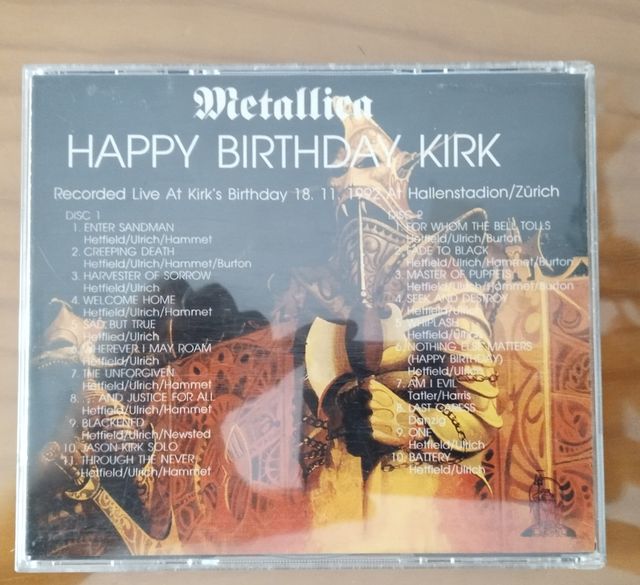 Metallica
HAPPY BIRTHDAY KIRK
Recorded Live At Kirk's Birthday 18. 11. 1992 At Hallenstadion/Zürich
DISC 1
1. ENTER SANDMAN
Hetfield/Ulrich/Hammet
2. CREEPING DEATH
Hetfield/Ulrich/Hammet/Burton
3. HARVESTER OF SORROW
Hetfield/Ulrich
4. WELCOME HOME
Hetfield/Ulrich/Hammet
5. SAD BUT TRUE
Hetfield/Ulrich
6. WHEREVER I MAY ROAM
Hetfield/Ulrich
7. THE UNFORGIVEN
Hetfield/Ulrich/Hammet
8. ... AND JUSTICE FOR ALL
Hetfield/Ulrich/Hammet
9. BLACKENED
Hetfield/Ulrich/Newsted
10. JASON-KIRK SOLO
11. THROUGH THE NEVER
Hetfield/Ulrich/Hammet
DISC 2
1. FOR WHOM THE BELL TOLLS
Hetfield/Ulrich/Burton
2. FADE TO BLACK
Hetfield/Ulrich/Hammet/Burton
3. MASTER OF PUPPETS
Hetfield/Ulrich/Hammet/Burton
4. SEEK AND DESTROY
Hetfield/Ulrich
5. WHIPLASH
Hetfield/Ulrich
6. NOTHING ELSE MATTERS
(HAPPY BIRTHDAY)
Hetfield/Ulrich
7. AM I EVIL
Tatler/Harris
8. LAST CARESS
Danzig
9. ONE
Hetfield/Ulrich
10. BATTERY
Hetfield/Ulrich